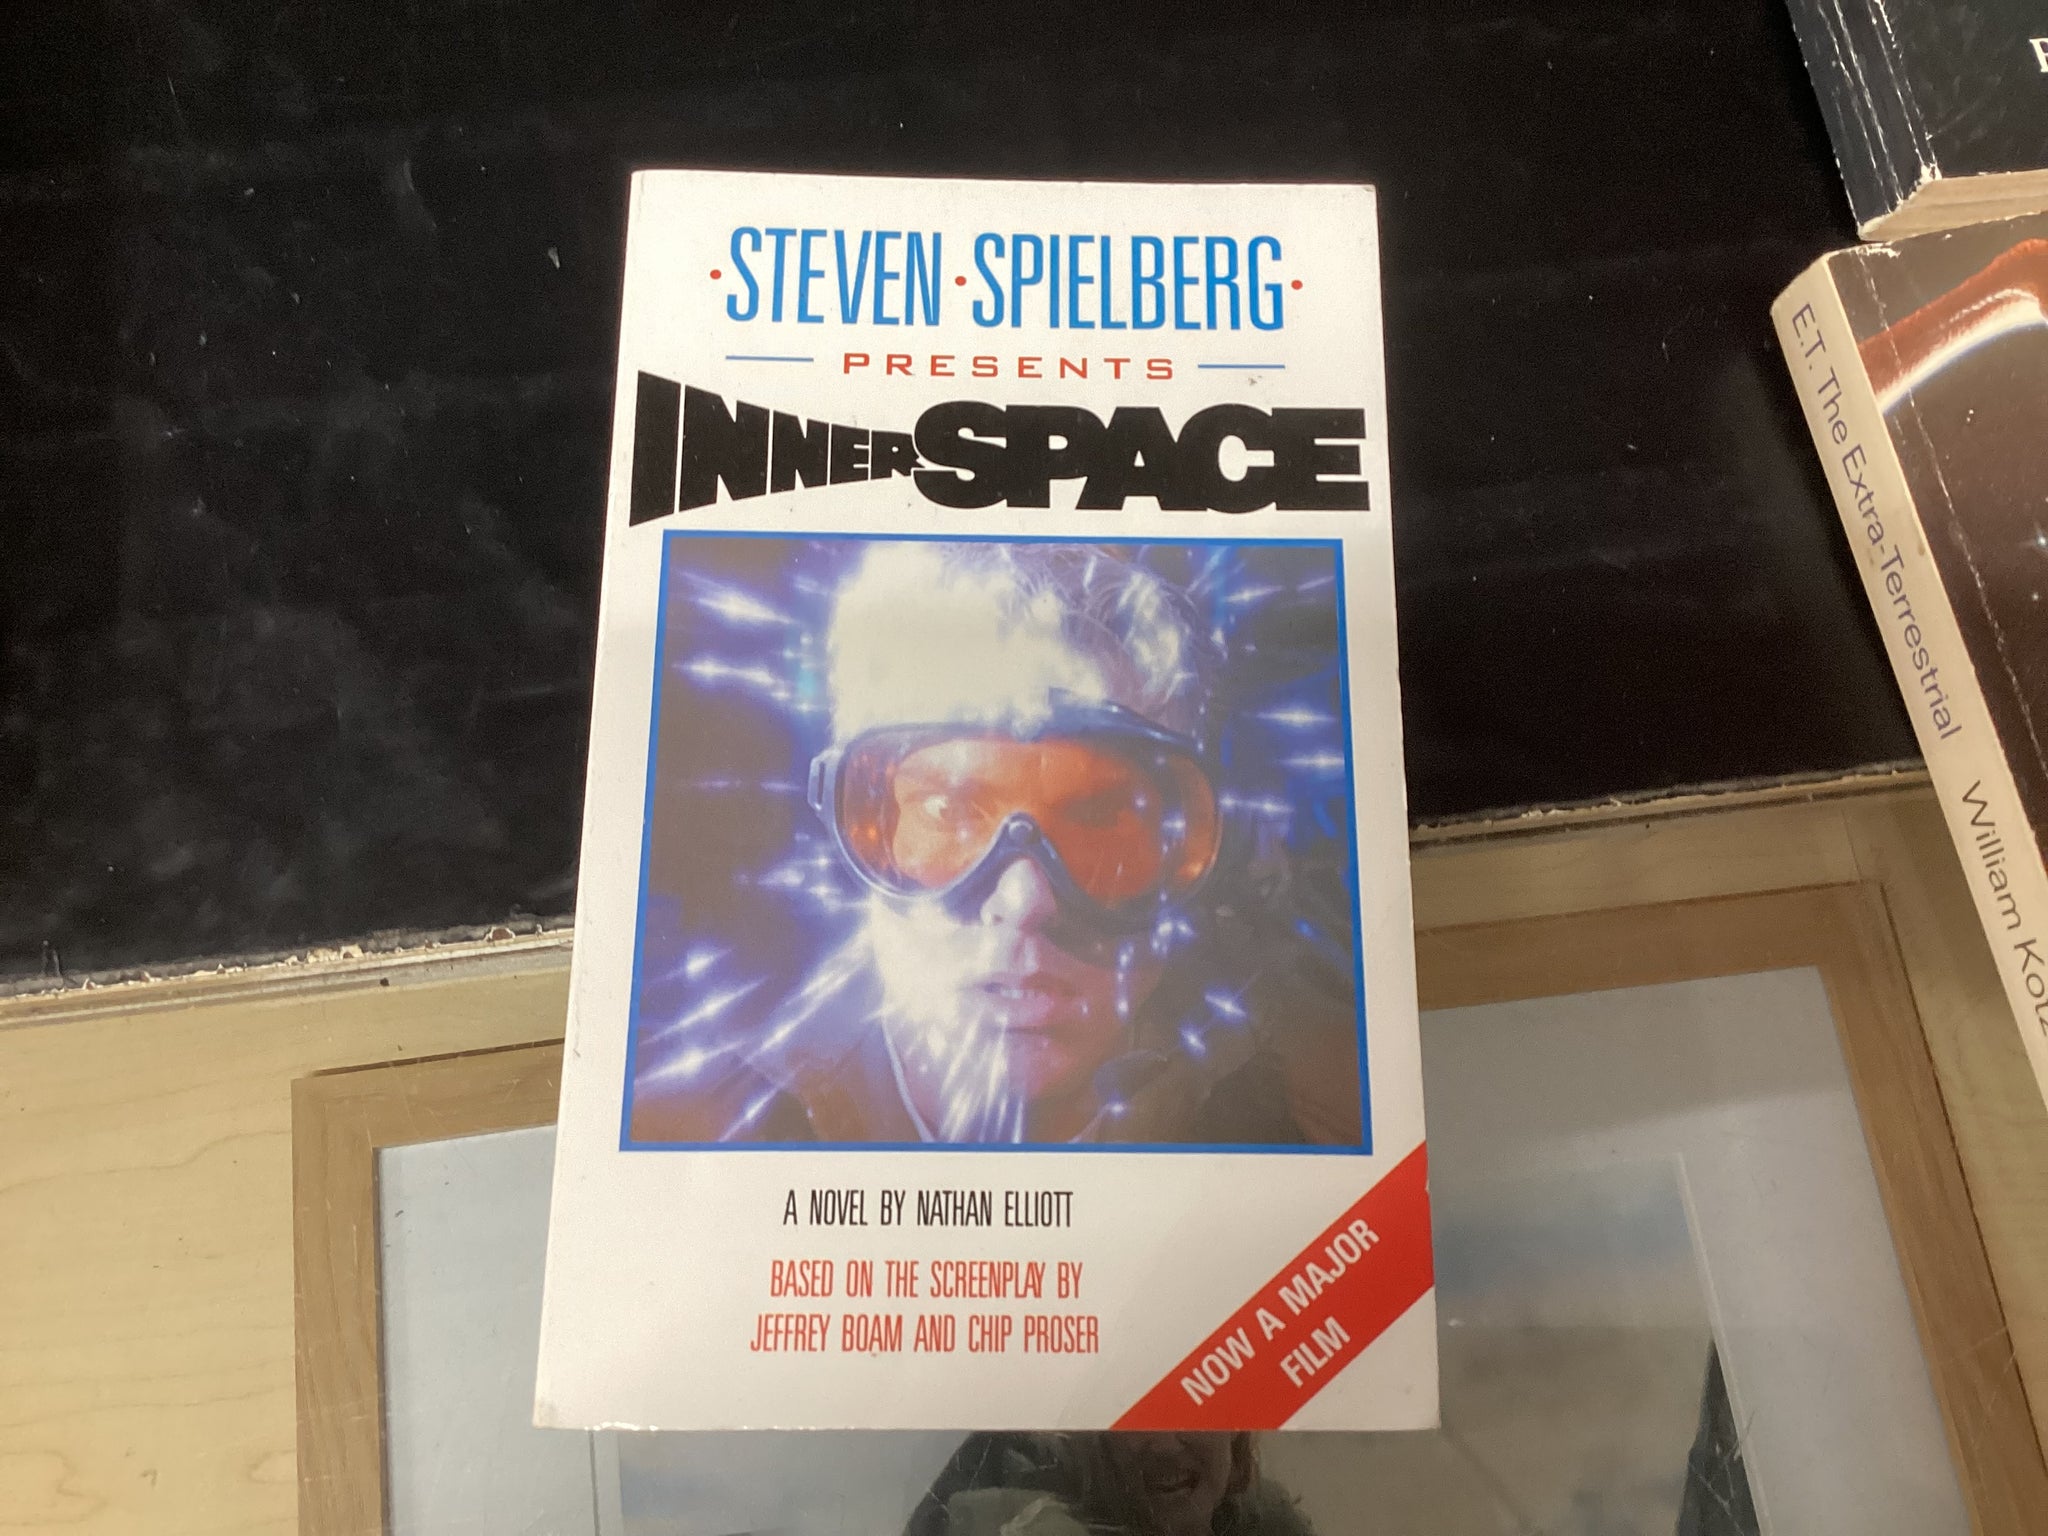 ·STEVEN·SPIELBERG·
PRESENTS
INNERSPACE
A NOVEL BY NATHAN ELLIOTT
BASED ON THE SCREENPLAY BY
JEFFREY BOAM AND CHIP PROSER
NOW A MAJOR
FILM
E.T. The Extra-Terrestrial William